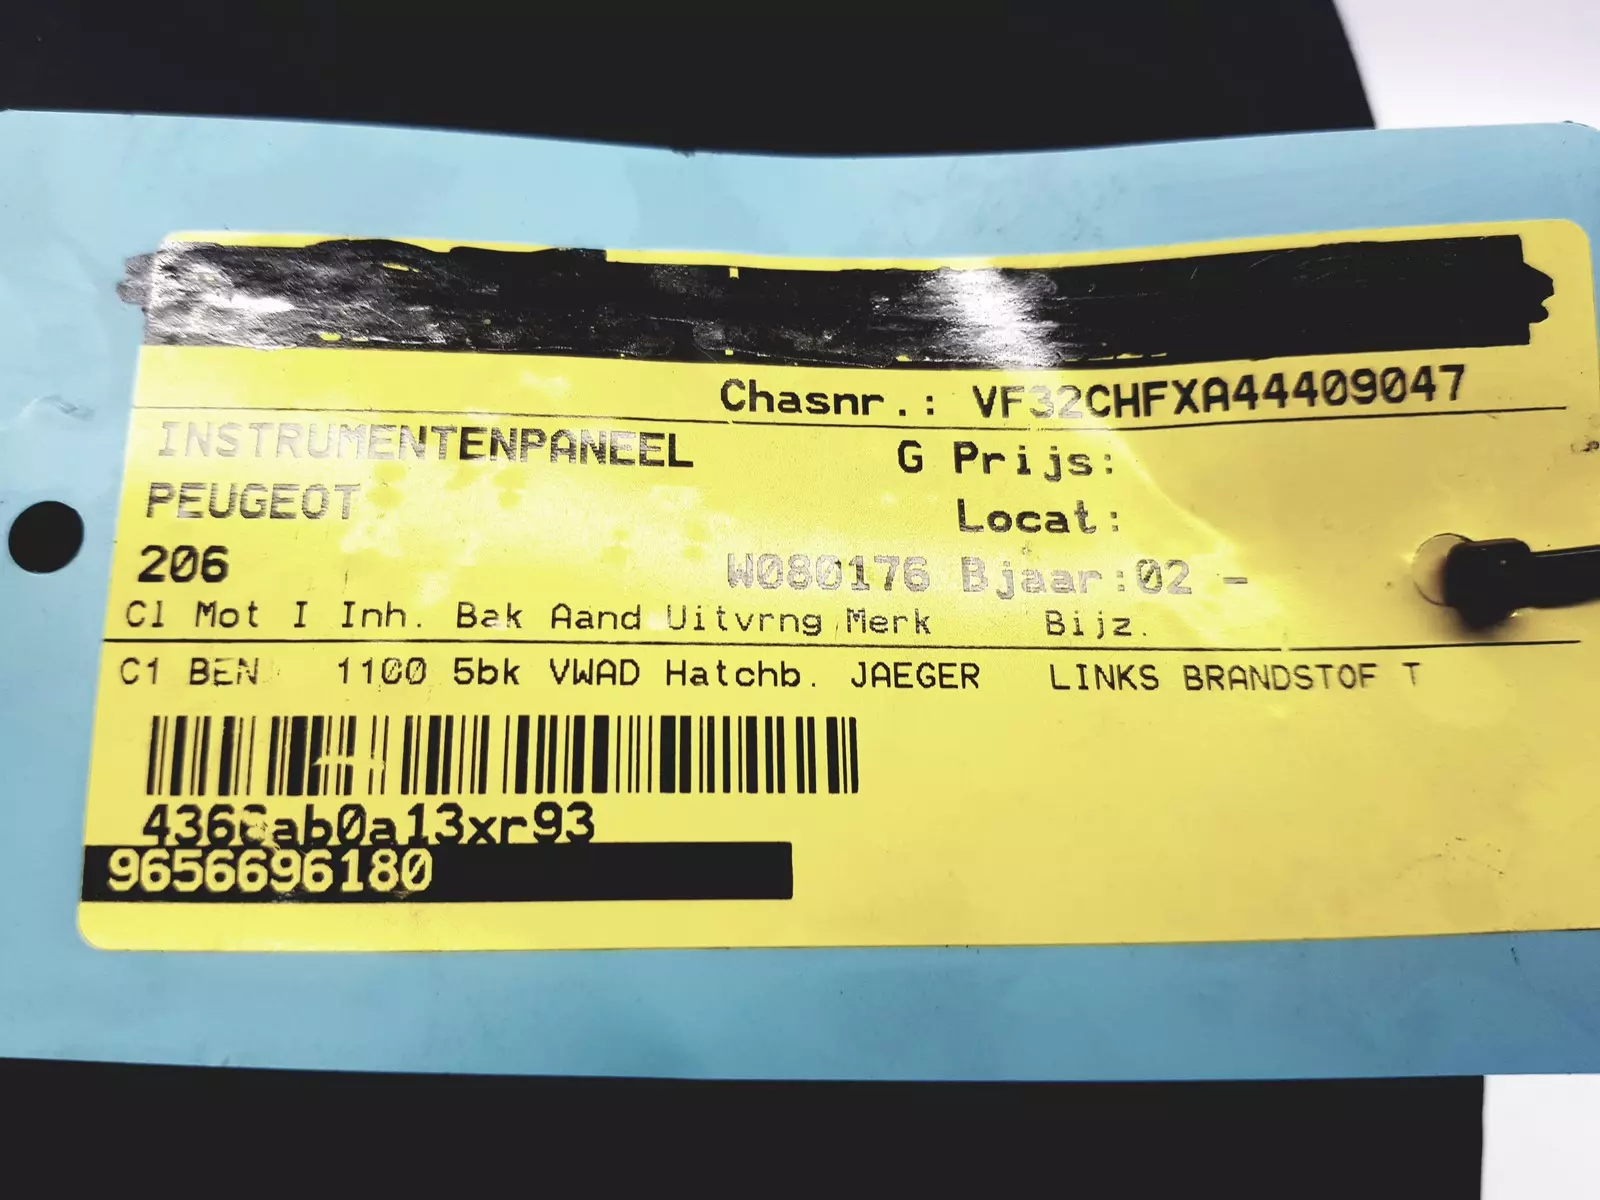 Chasnr.: VF32CHFXA44409047
INSTRUMENTENPANEEL G Prijs:
PEUGEOT Locat:
206 W080176 Bjaar:02 -
Cl Mot I Inh. Bak Aand Uitvrng Merk Bijz.
C1 BEN 1100 5bk VWAD Hatchb. JAEGER LINKS BRANDSTOF T
9656696180